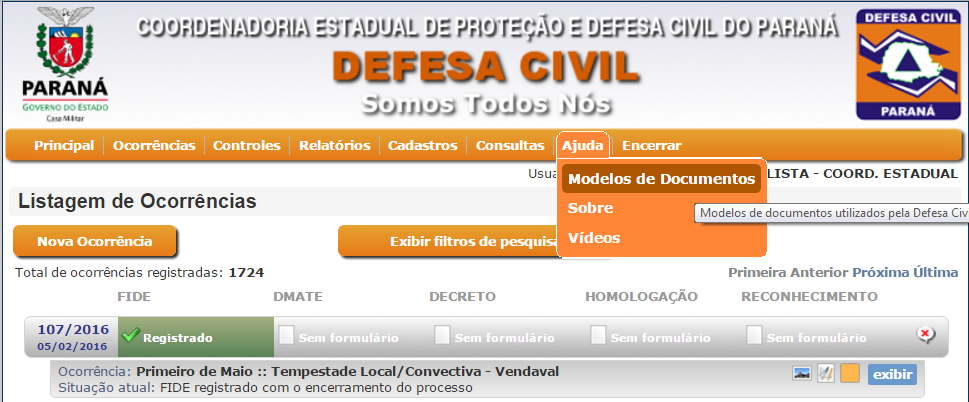 PARANÁ
GOVERNO DO ESTADO
Casa Militar
COORDENADORIA ESTADUAL DE PROTEÇÃO E DEFESA CIVIL DO PARANÁ
DEFESA CIVIL
Somos Todos Nós
DEFESA CIVIL
PARANÁ
Principal Ocorrências Controles Relatórios Cadastros Consultas Ajuda Encerrar
Modelos de Documentos
Sobre
Vídeos
LISTA - COORD. ESTADUAL
Modelos de documentos utilizados pela Defesa Civ
Listagem de Ocorrências
Nova Ocorrência Exibir filtros de pesquisa
Total de ocorrências registradas: 1724 Primeira Anterior Próxima Última
FIDE DMATE DECRETO HOMOLOGAÇÃO RECONHECIMENTO
107/2016
05/02/2016
Registrado Sem formulário Sem formulário Sem formulário Sem formulário
Ocorrência: Primeiro de Maio :: Tempestade Local/Convectiva - Vendaval
Situação atual: FIDE registrado com o encerramento do processo
exibir